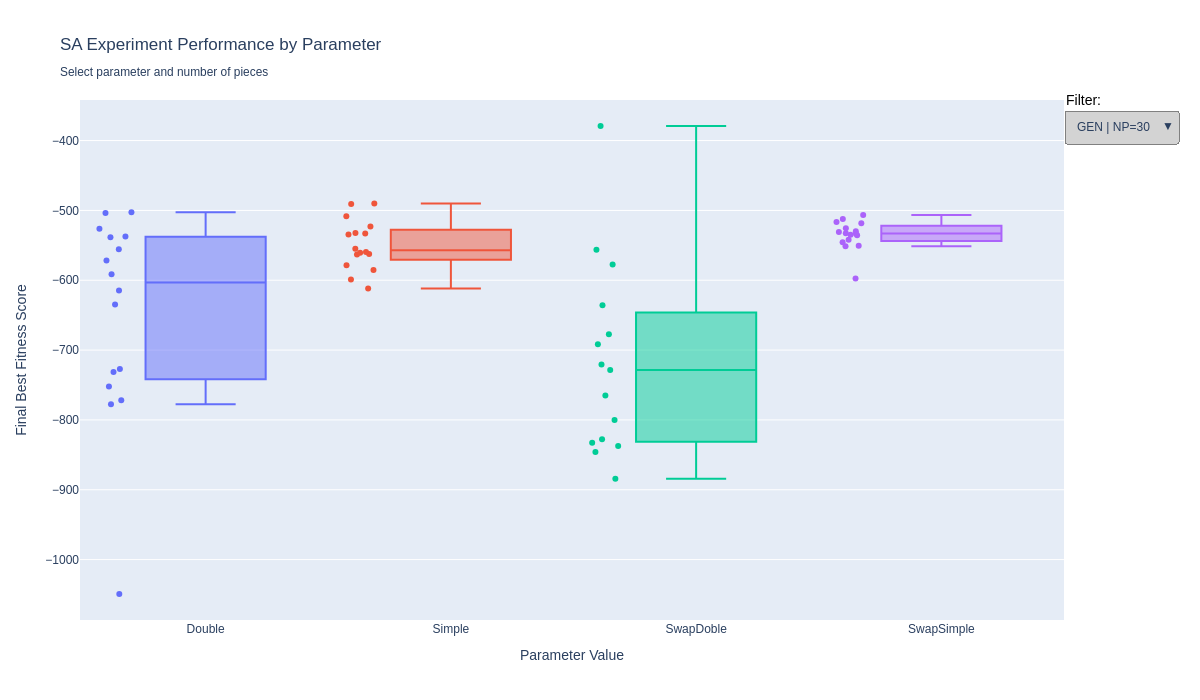 SA Experiment Performance by Parameter
Select parameter and number of pieces
Filter:
GEN | NP=30 ▼
−400
−500
−600
−700
−800
−900
−1000
Final Best Fitness Score
Double
Simple
SwapDoble
SwapSimple
Parameter Value